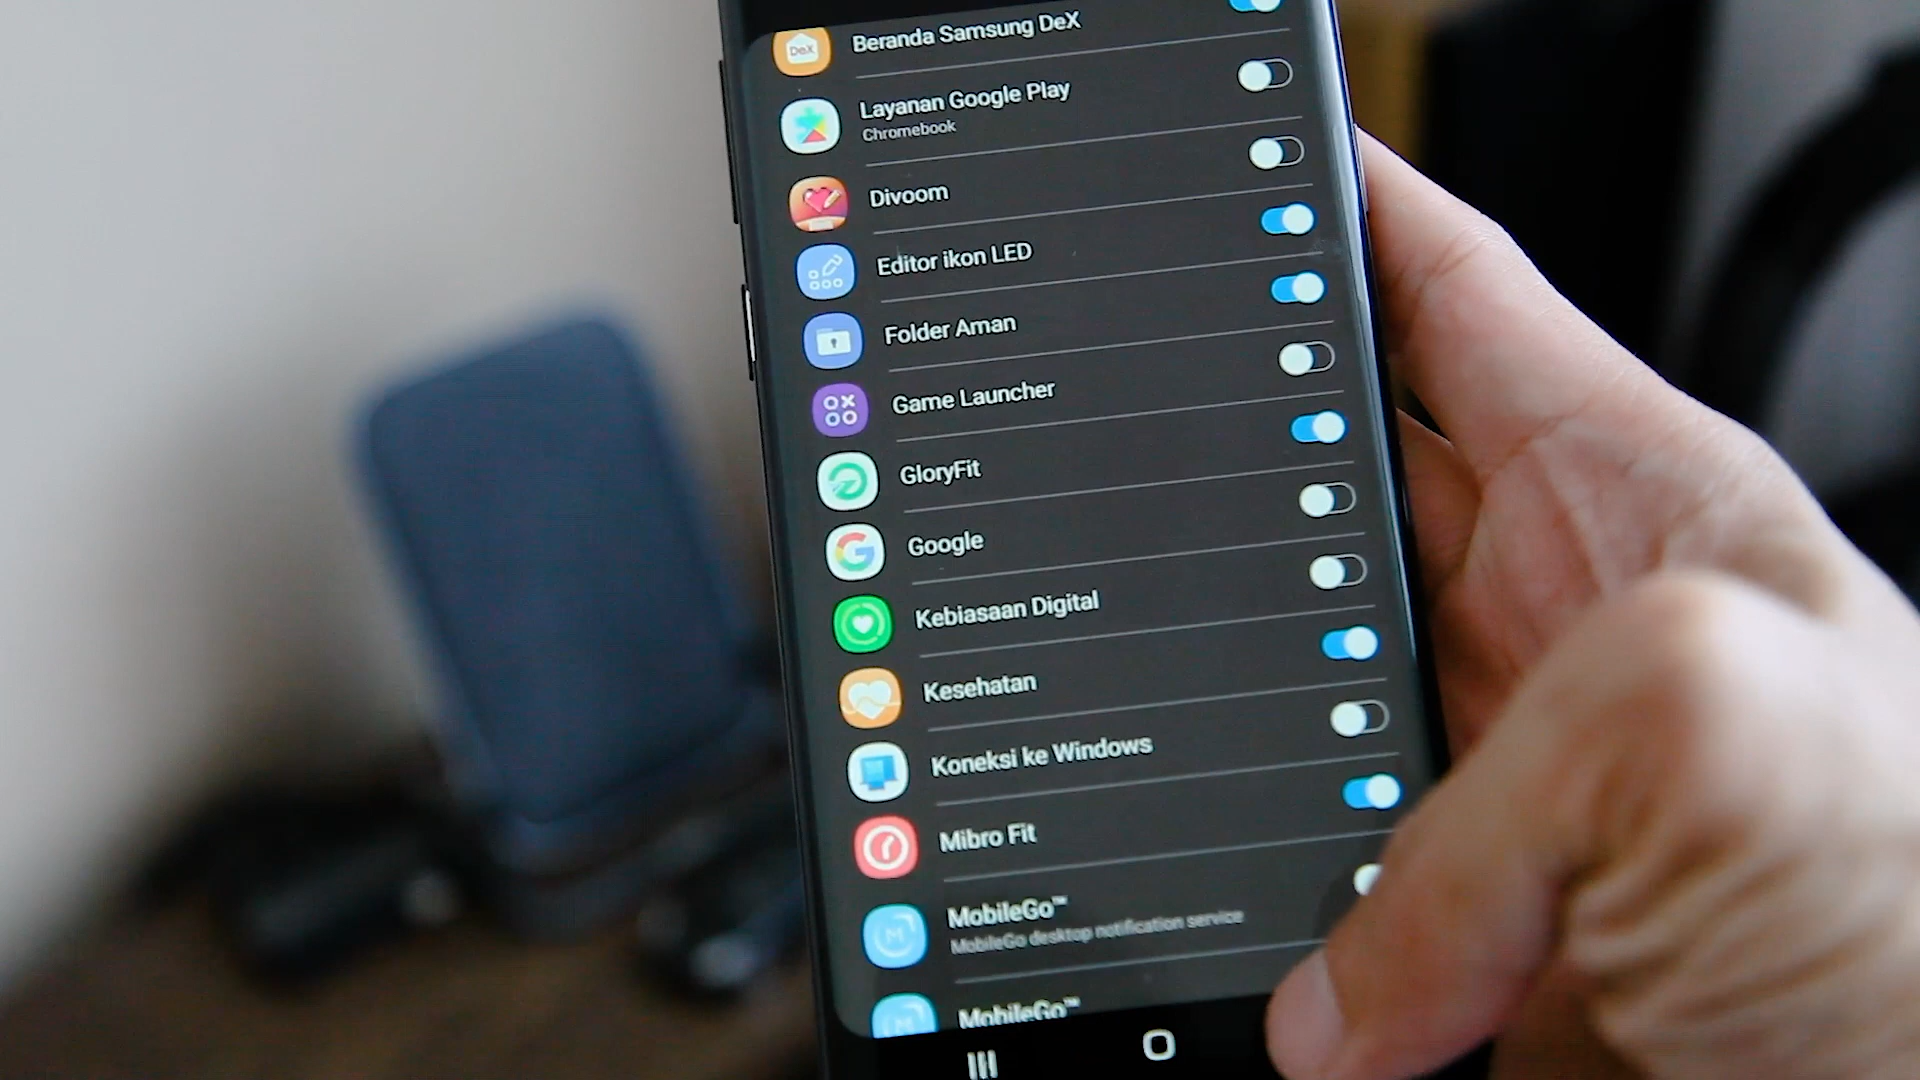 DeX
Beranda Samsung DeX
Layanan Google Play
Chromebook
Divoom
Editor ikon LED
Folder Aman
Game Launcher
GloryFit
Google
Kebiasaan Digital
Kesehatan
Koneksi ke Windows
Mibro Fit
MobileGo™
MobileGo desktop notification service
MobileGo™